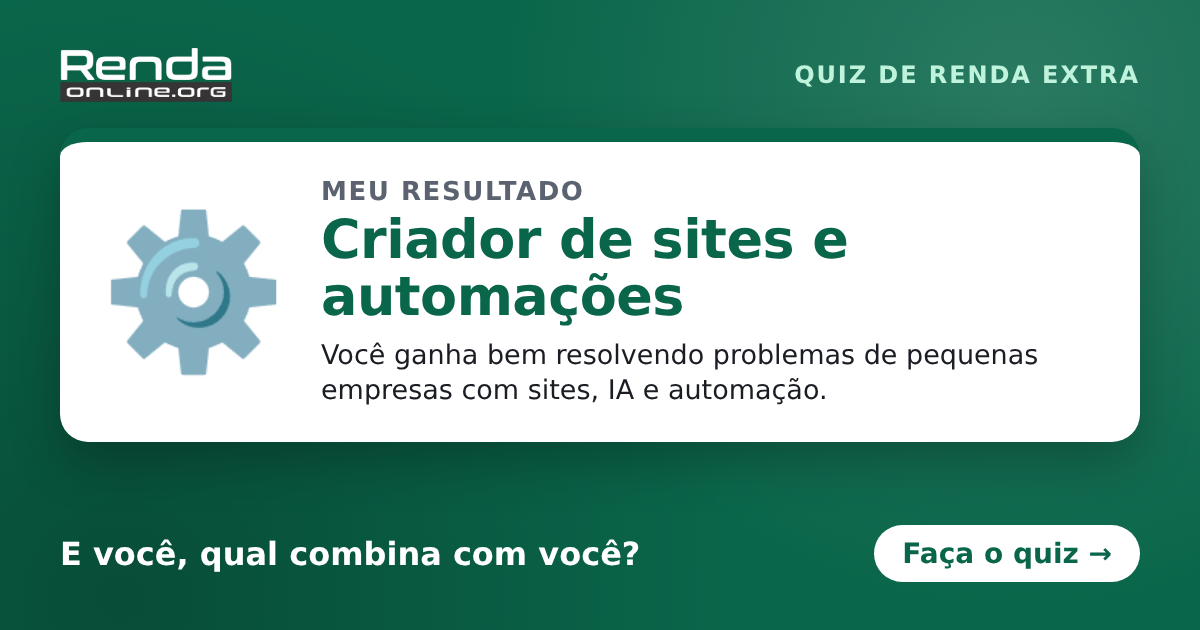 Renda
online.org
QUIZ DE RENDA EXTRA
MEU RESULTADO
Criador de sites e
automações
Você ganha bem resolvendo problemas de pequenas
empresas com sites, IA e automação.
E você, qual combina com você?
Faça o quiz →